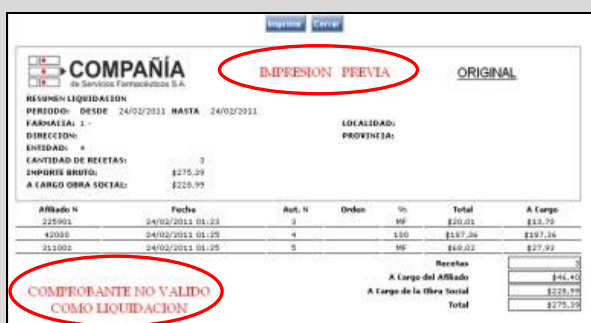 Imprimir Cerrar
COMPAÑÍA
de Servicios Farmacéuticos S.A.
IMPRESION PREVIA
ORIGINAL
RESUMEN LIQUIDACION
PERIODO: DESDE 24/02/2011 HASTA 24/02/2011
FARMACIA: 1 - LOCALIDAD:
DIRECCION: PROVINCIA:
ENTIDAD: 4
CANTIDAD DE RECETAS: 3
IMPORTE BRUTO: $275,39
A CARGO OBRA SOCIAL: $228,99
Afiliado N Fecha Aut. N Orden % Total A Cargo
225901 24/02/2011 01:23 3 MF $20,01 $13,70
42000 24/02/2011 01:25 4 100 $187,36 $187,36
311001 24/02/2011 01:25 5 MF $68,02 $27,93
Recetas 3
A Cargo del Afiliado $46,40
A Cargo de la Obra Social $228,99
Total $275,39
COMPROBANTE NO VALIDO
COMO LIQUIDACION